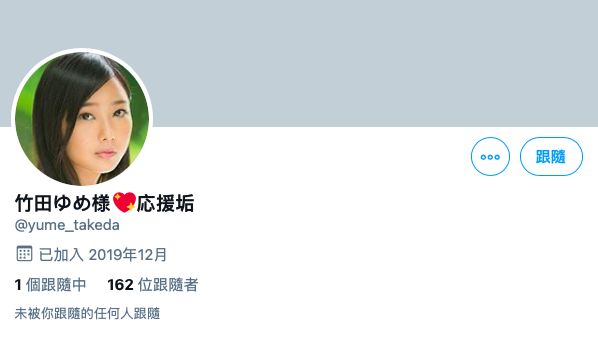 跟隨
竹田ゆめ様💖応援垢
@yume_takeda
已加入 2019年12月
1 個跟隨中 162 位跟隨者
未被你跟隨的任何人跟隨